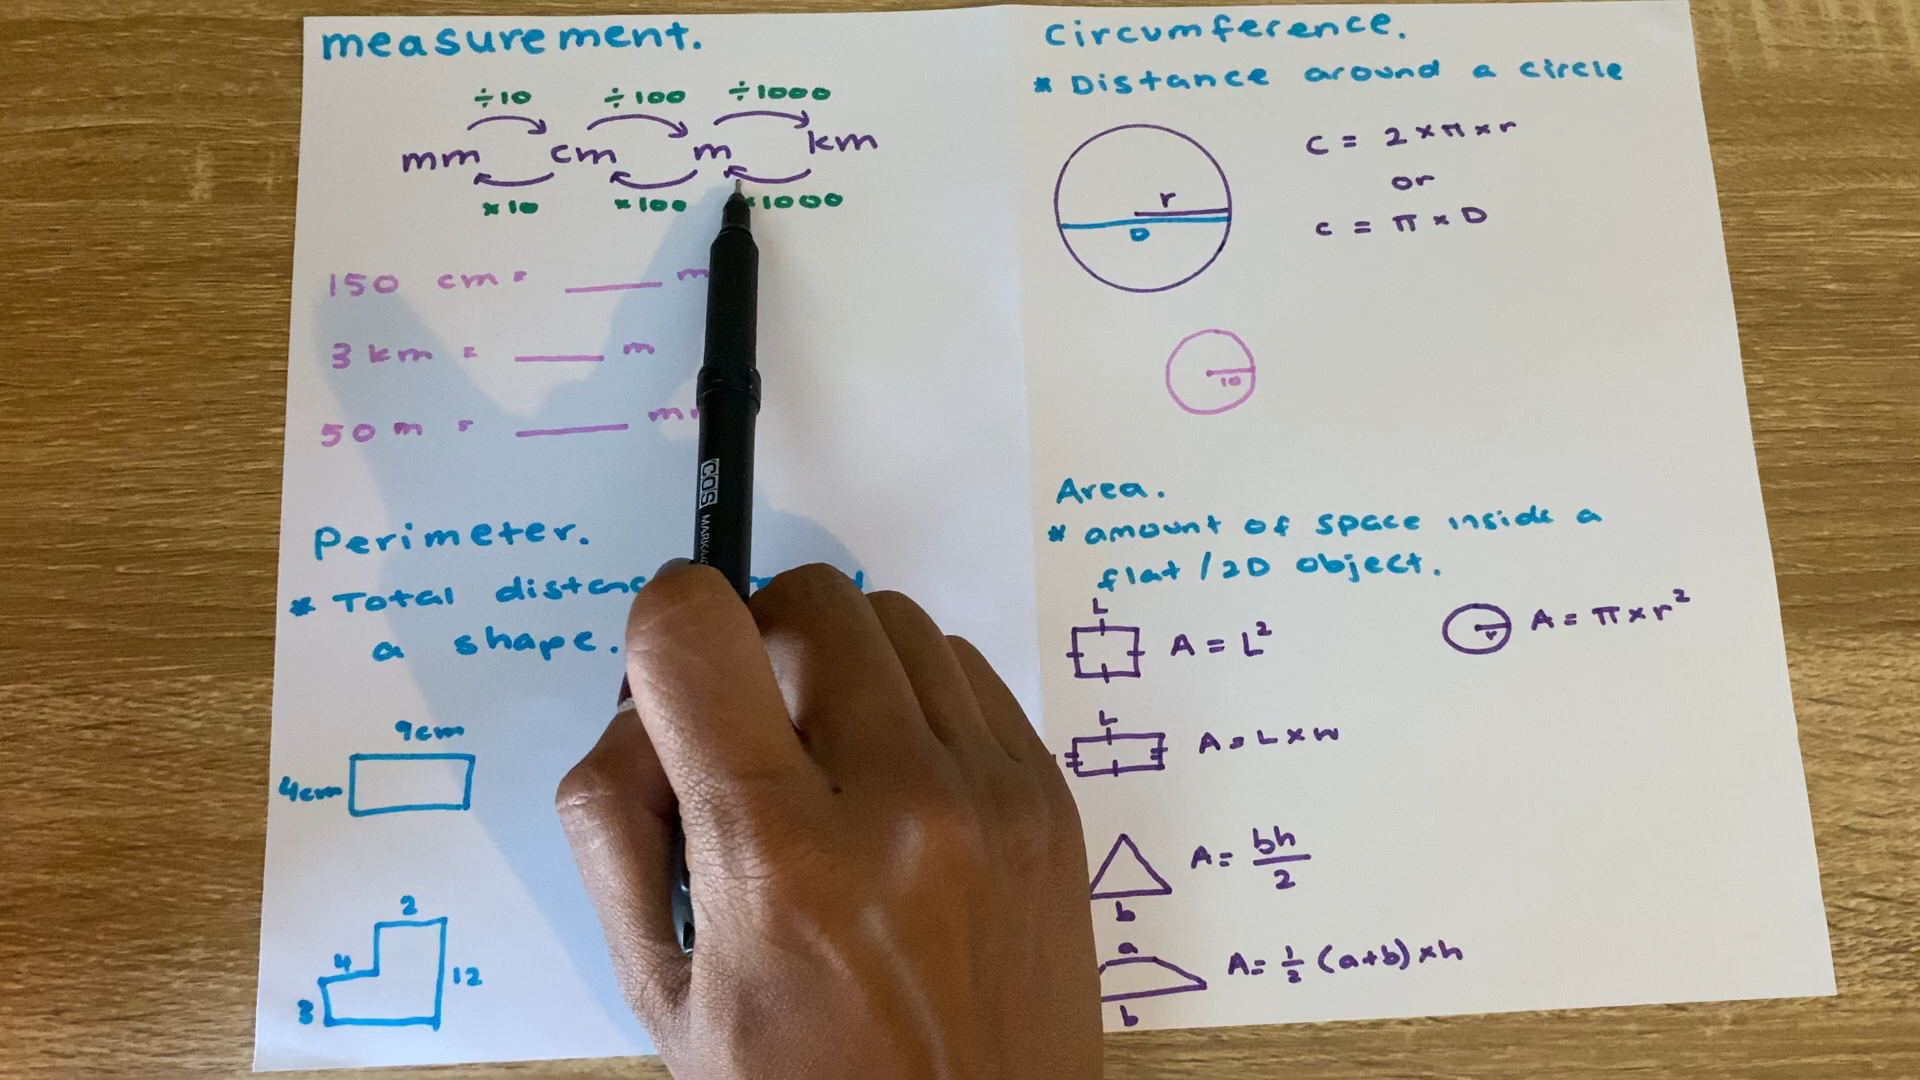 measurement.
÷10 ÷100 ÷1000
mm cm m km
×10 ×100 ×1000
150 cm = ____ m
3 km = ____ m
50 m = ____
Perimeter.
* Total
a shape.
9cm
4cm
2
4
12
3
COS
Circumference.
* Distance around a circle
r
D
C = 2 × π × r
or
c = π × D
10
Area.
* amount of space inside a
flat / 2D object.
L
A = L²
r
A = π × r²
L
A = L × w
A = bh/2
b
a
A = ½ (a+b) × h
b